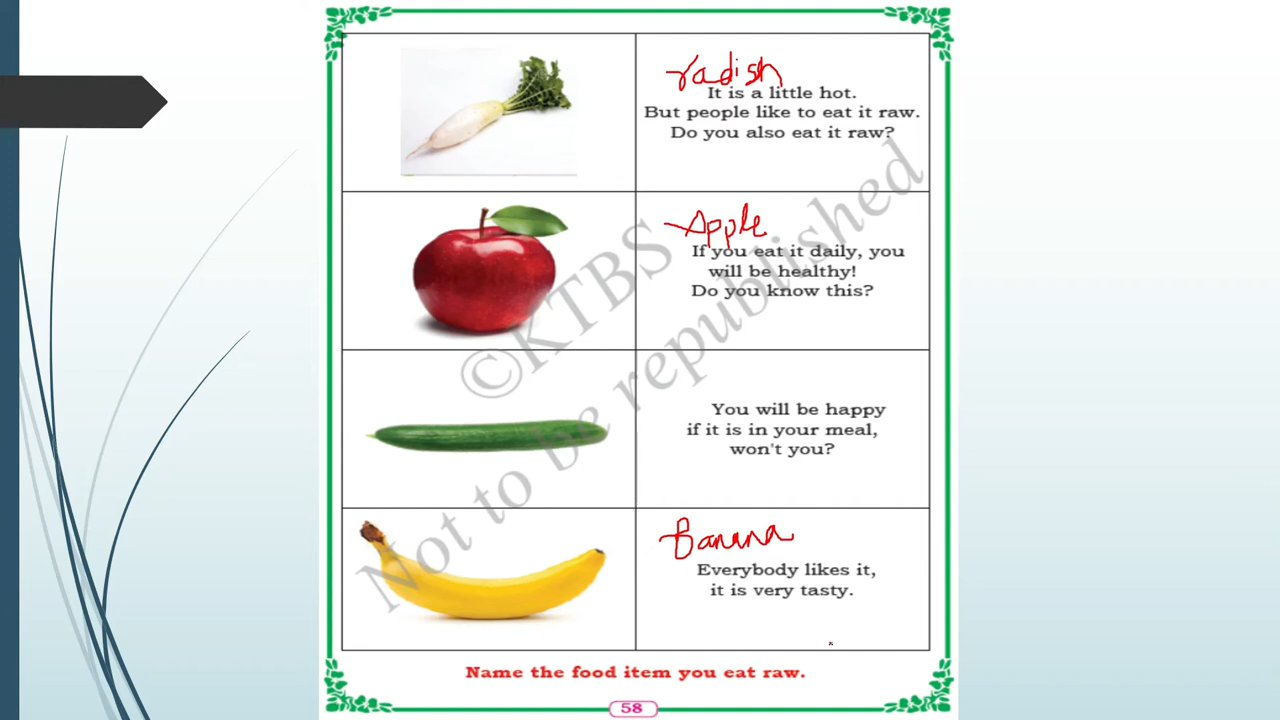 radish
It is a little hot.
But people like to eat it raw.
Do you also eat it raw?
Apple
If you eat it daily, you
will be healthy!
Do you know this?
You will be happy
if it is in your meal,
won't you?
Banana
Everybody likes it,
it is very tasty.
Name the food item you eat raw.
58
©KTBS
Not to be republished